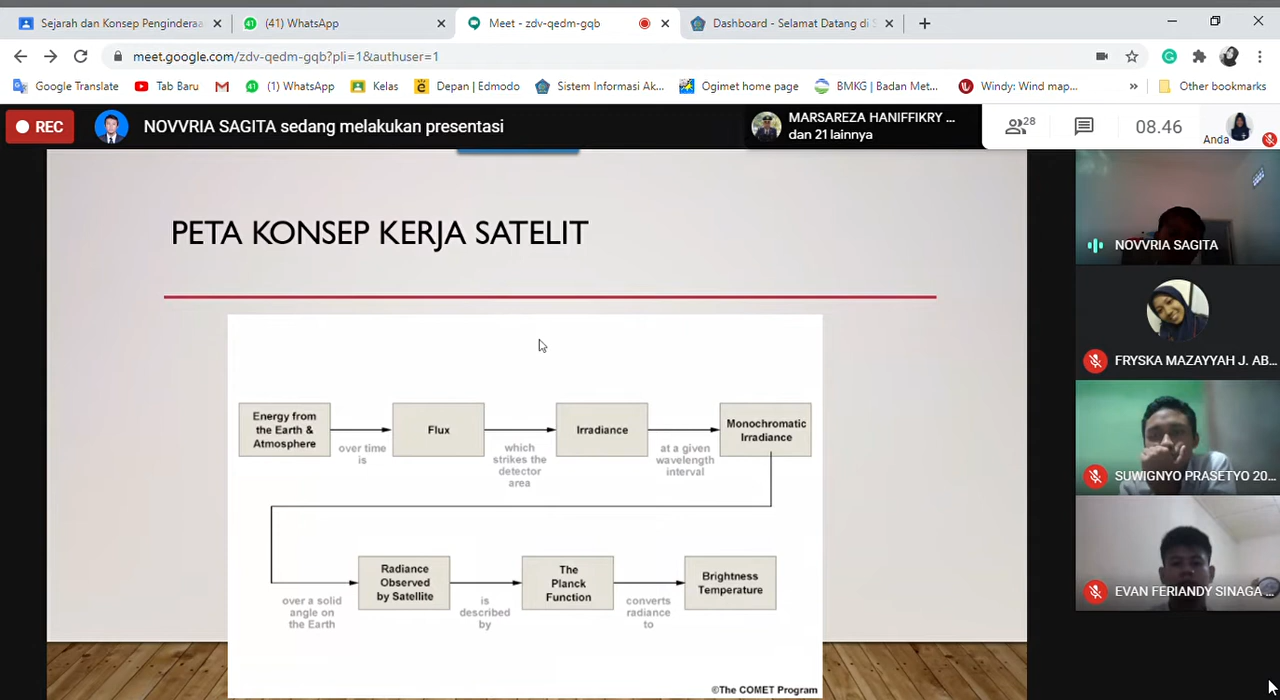 Sejarah dan Konsep Penginderaa
(41) WhatsApp
Meet - zdv-qedm-gqb
Dashboard - Selamat Datang di S
meet.google.com/zdv-qedm-gqb?pli=1&authuser=1
Google Translate
Tab Baru
(1) WhatsApp
Kelas
Depan | Edmodo
Sistem Informasi Ak...
Ogimet home page
BMKG | Badan Met...
Windy: Wind map...
»
Other bookmarks
REC
NOVVRIA SAGITA sedang melakukan presentasi
MARSAREZA HANIFFIKRY ...
dan 21 lainnya
28
08.46
Anda
PETA KONSEP KERJA SATELIT
Energy from
the Earth &
Atmosphere
over time
is
Flux
which
strikes the
detector
area
Irradiance
at a given
wavelength
interval
Monochromatic
Irradiance
over a solid
angle on
the Earth
Radiance
Observed
by Satellite
is
described
by
The
Planck
Function
converts
radiance
to
Brightness
Temperature
©The COMET Program
NOVVRIA SAGITA
FRYSKA MAZAYYAH J. AB...
SUWIGNYO PRASETYO 20...
EVAN FERIANDY SINAGA ...